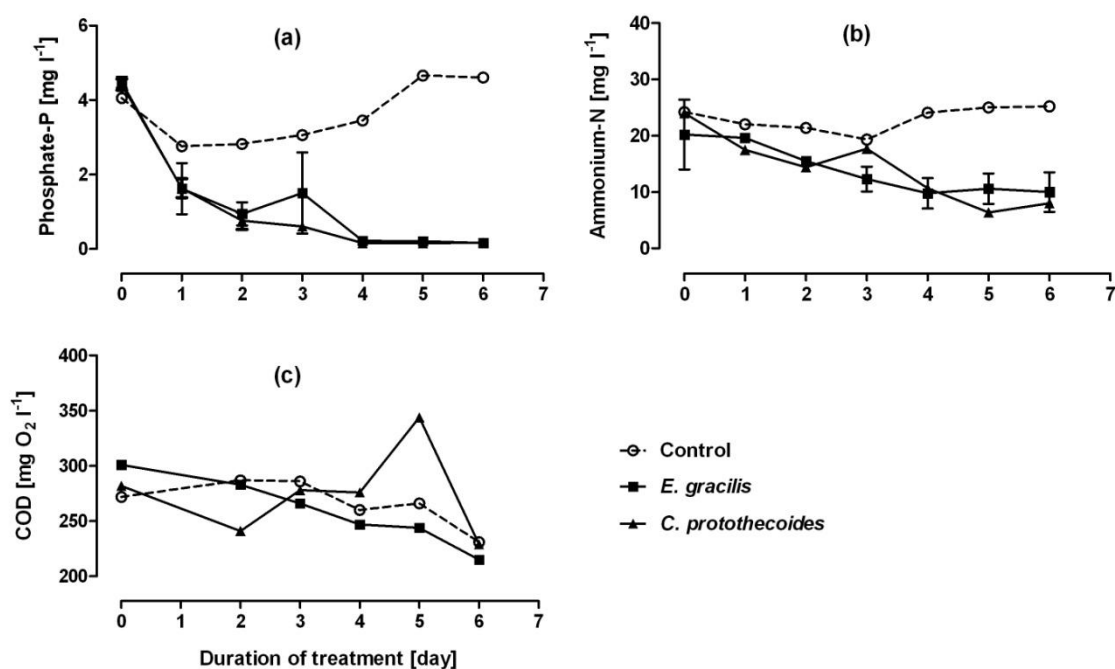 (a)
Phosphate-P [mg l⁻¹]
6
4
2
0
0 1 2 3 4 5 6 7
(b)
Ammonium-N [mg l⁻¹]
40
30
20
10
0
0 1 2 3 4 5 6 7
(c)
COD [mg O₂ l⁻¹]
400
350
300
250
200
0 1 2 3 4 5 6 7
Duration of treatment [day]
Control
E. gracilis
C. protothecoides